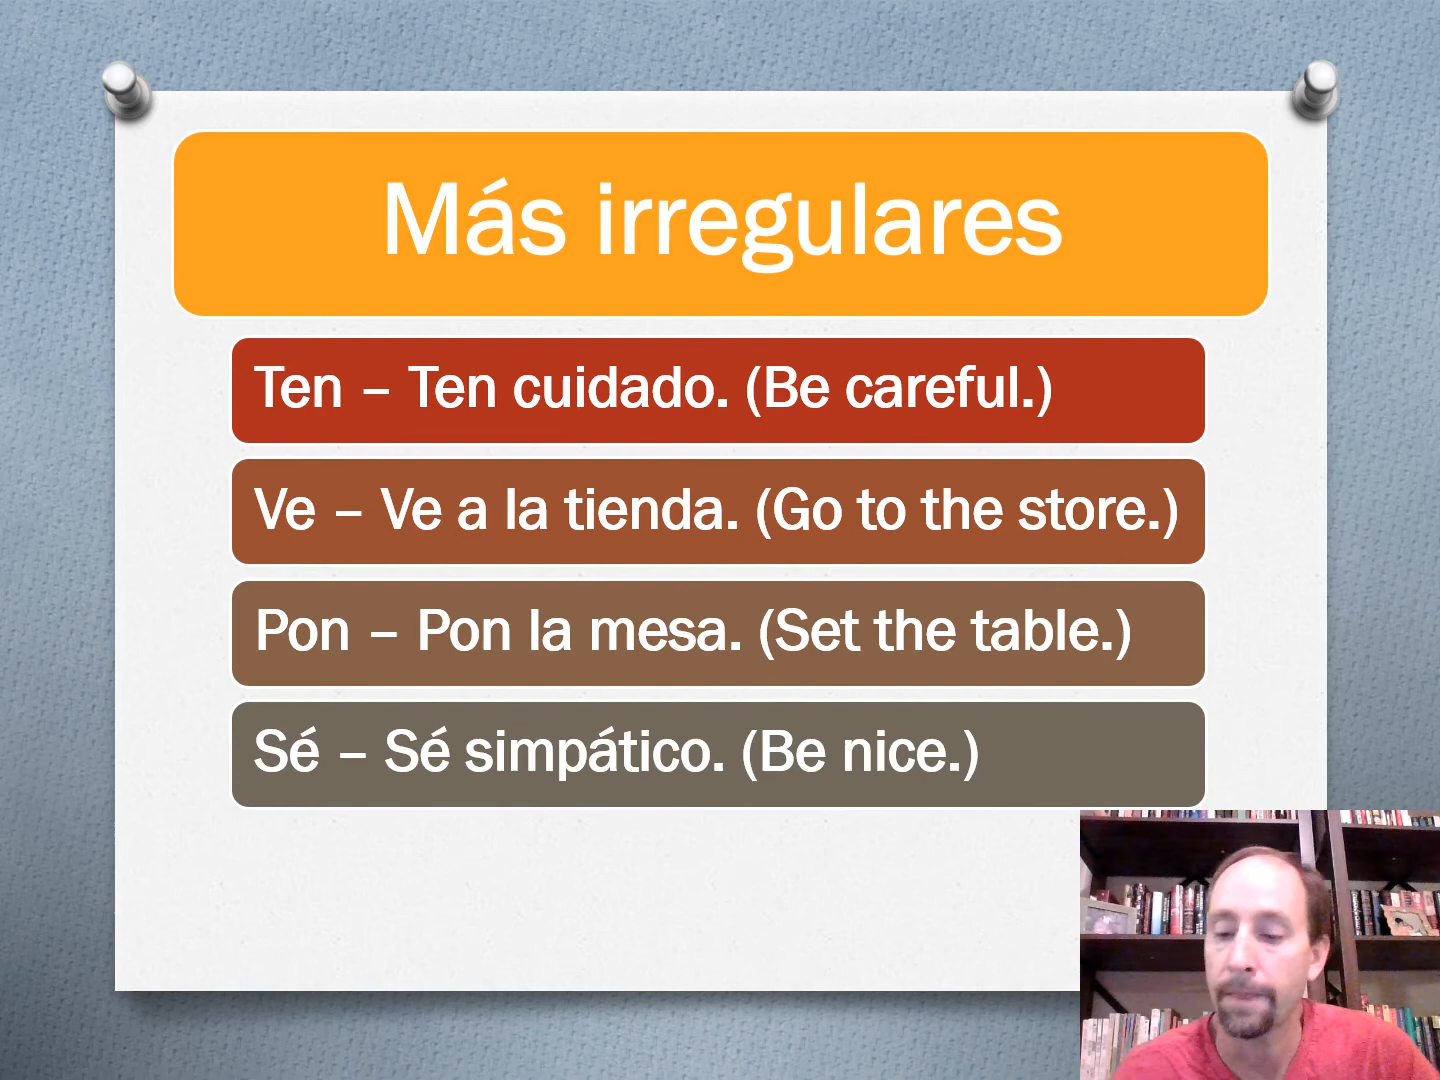 Más irregulares
Ten – Ten cuidado. (Be careful.)
Ve – Ve a la tienda. (Go to the store.)
Pon – Pon la mesa. (Set the table.)
Sé – Sé simpático. (Be nice.)